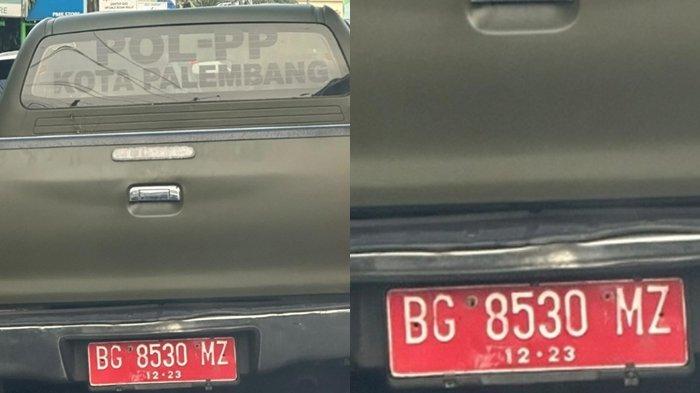 POL-PP
KOTA PALEMBANG
BG 8530 MZ
12·23
BG 8530 MZ
12·23